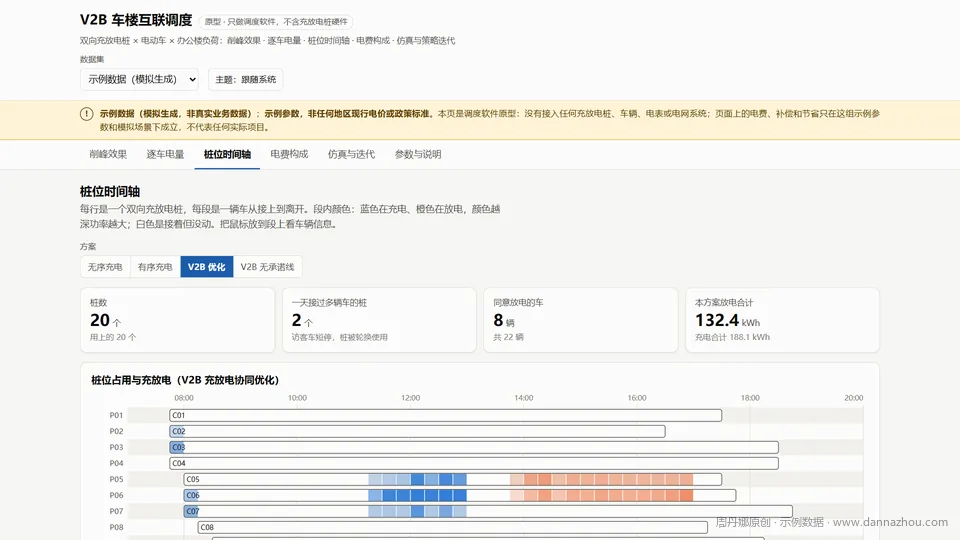 V2B 车楼互联调度 原型 · 只做调度软件，不含充放电桩硬件
双向充放电桩 × 电动车 × 办公楼负荷：削峰效果 · 逐车电量 · 桩位时间轴 · 电费构成 · 仿真与策略迭代
数据集
示例数据（模拟生成） 主题：跟随系统
示例数据（模拟生成，非真实业务数据）；示例参数，非任何地区现行电价或政策标准。本页是调度软件原型：没有接入任何充放电桩、车辆、电表或电网系统；页面上的电费、补偿和节省只在这组示例参
数和模拟场景下成立，不代表任何实际项目。
削峰效果 逐车电量 桩位时间轴 电费构成 仿真与迭代 参数与说明
桩位时间轴
每行是一个双向充放电桩，每段是一辆车从接上到离开。段内颜色：蓝色在充电、橙色在放电，颜色越
深功率越大；白色是接着但没动。把鼠标放到段上看车辆信息。
方案
无序充电 有序充电 V2B 优化 V2B 无承诺线
桩数 一天接过多辆车的桩 同意放电的车 本方案放电合计
20 个 2 个 8 辆 132.4 kWh
用上的 20 个 访客车短停，桩被轮换使用 共 22 辆 充电合计 188.1 kWh
桩位占用与充放电（V2B 充放电协同优化）
08:00 10:00 12:00 14:00 16:00 18:00 20:00
P01 C01
P02 C02
P03 C03
P04 C04
P05 C05
P06 C06
P07 C07
P08 C08
周丹娜原创 · 示例数据 · www.dannazhou.com